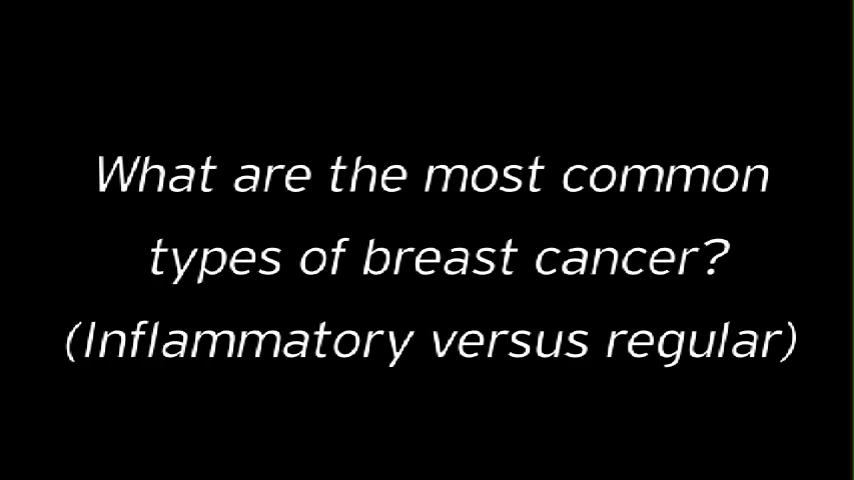 What are the most common
types of breast cancer?
(Inflammatory versus regular)